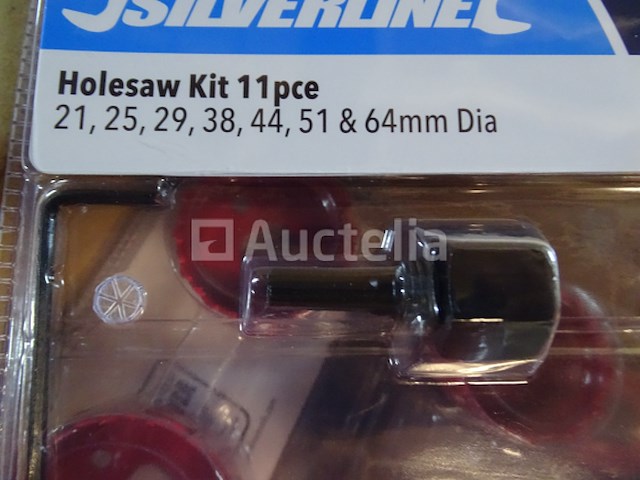 SILVERLINE
Holesaw Kit 11pce
21, 25, 29, 38, 44, 51 & 64mm Dia
Auctelia